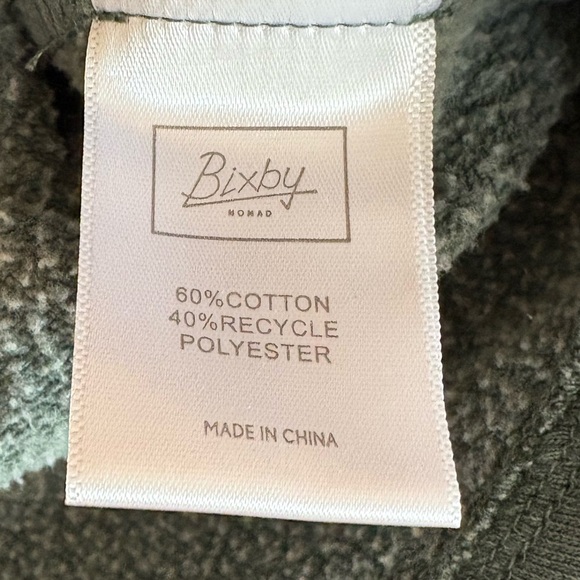 Bixby
NOMAD
60%COTTON
40%RECYCLE
POLYESTER
MADE IN CHINA